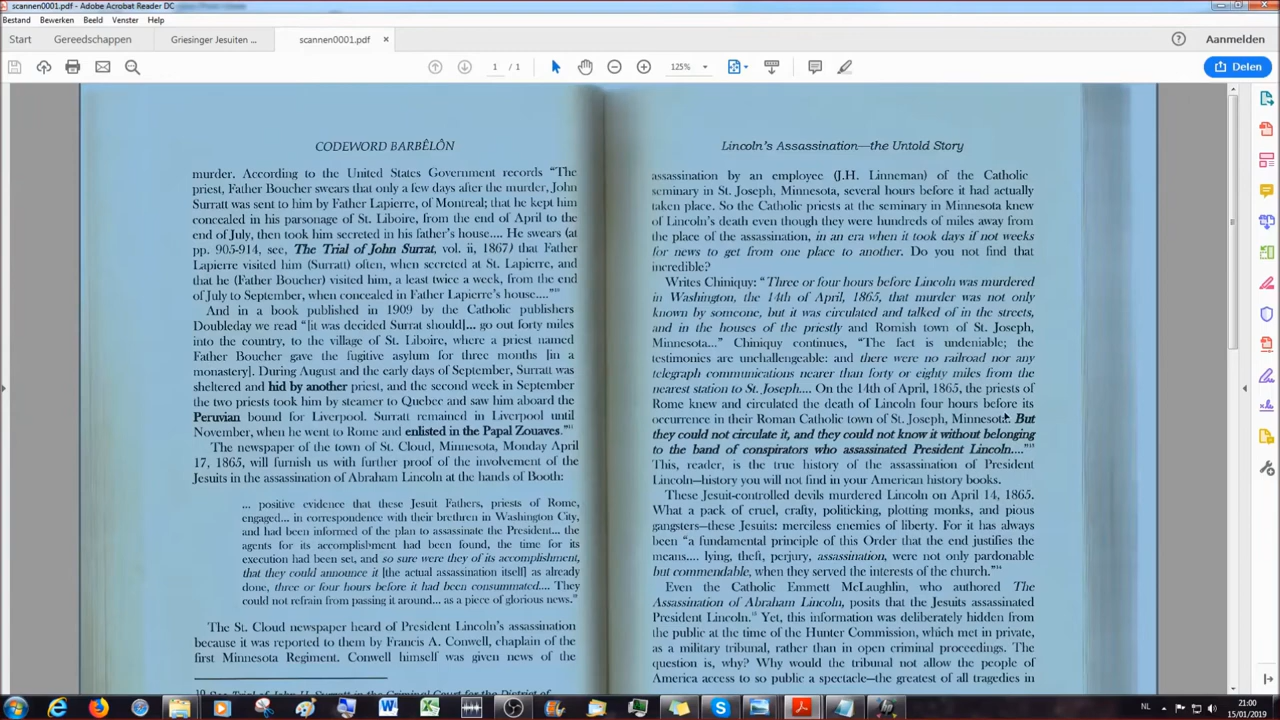 scannen0001.pdf - Adobe Acrobat Reader DC
Bestand Bewerken Beeld Venster Help
Start Gereedschappen Griesinger Jesuiten ... scannen0001.pdf × Aanmelden
1 / 1 125% Delen
CODEWORD BARBÊLÔN
murder. According to the United States Government records “The
priest, Father Boucher swears that only a few days after the murder, John
Surratt was sent to him by Father Lapierre, of Montreal; that he kept him
concealed in his parsonage of St. Liboire, from the end of April to the
end of July, then took him secreted in his father's house.... He swears (at
pp. 905-914, see, The Trial of John Surrat, vol. ii, 1867) that Father
Lapierre visited him (Surratt) often, when secreted at St. Lapierre, and
that he (Father Boucher) visited him, a least twice a week, from the end
of July to September, when concealed in Father Lapierre's house....”10
And in a book published in 1909 by the Catholic publishers
Doubleday we read “[it was decided Surrat should]... go out forty miles
into the country, to the village of St. Liboire, where a priest named
Father Boucher gave the fugitive asylum for three months [in a
monastery]. During August and the early days of September, Surratt was
sheltered and hid by another priest, and the second week in September
the two priests took him by steamer to Quebec and saw him aboard the
Peruvian bound for Liverpool. Surratt remained in Liverpool until
November, when he went to Rome and enlisted in the Papal Zouaves.”11
The newspaper of the town of St. Cloud, Minnesota, Monday April
17, 1865, will furnish us with further proof of the involvement of the
Jesuits in the assassination of Abraham Lincoln at the hands of Booth:
... positive evidence that these Jesuit Fathers, priests of Rome,
engaged... in correspondence with their brethren in Washington City,
and had been informed of the plan to assassinate the President... the
agents for its accomplishment had been found, the time for its
execution had been set, and so sure were they of its accomplishment,
that they could announce it [the actual assassination itself] as already
done, three or four hours before it had been consummated.... They
could not refrain from passing it around... as a piece of glorious news.”
The St. Cloud newspaper heard of President Lincoln's assassination
because it was reported to them by Francis A. Conwell, chaplain of the
first Minnesota Regiment. Conwell himself was given news of the
10 See Trial of John H. Surratt in the Criminal Court for the District of
Lincoln's Assassination—the Untold Story
assassination by an employee (J.H. Linneman) of the Catholic
seminary in St. Joseph, Minnesota, several hours before it had actually
taken place. So the Catholic priests at the seminary in Minnesota knew
of Lincoln's death even though they were hundreds of miles away from
the place of the assassination, in an era when it took days if not weeks
for news to get from one place to another. Do you not find that
incredible?
Writes Chiniquy: “Three or four hours before Lincoln was murdered
in Washington, the 14th of April, 1865, that murder was not only
known by someone, but it was circulated and talked of in the streets,
and in the houses of the priestly and Romish town of St. Joseph,
Minnesota...” Chiniquy continues, “The fact is undeniable; the
testimonies are unchallengeable: and there were no railroad nor any
telegraph communications nearer than forty or eighty miles from the
nearest station to St. Joseph.... On the 14th of April, 1865, the priests of
Rome knew and circulated the death of Lincoln four hours before its
occurrence in their Roman Catholic town of St. Joseph, Minnesota. But
they could not circulate it, and they could not know it without belonging
to the band of conspirators who assassinated President Lincoln....”13
This, reader, is the true history of the assassination of President
Lincoln—history you will not find in your American history books.
These Jesuit-controlled devils murdered Lincoln on April 14, 1865.
What a pack of cruel, crafty, politicking, plotting monks, and pious
gangsters—these Jesuits: merciless enemies of liberty. For it has always
been “a fundamental principle of this Order that the end justifies the
means.... lying, theft, perjury, assassination, were not only pardonable
but commendable, when they served the interests of the church.”14
Even the Catholic Emmett McLaughlin, who authored The
Assassination of Abraham Lincoln, posits that the Jesuits assassinated
President Lincoln.15 Yet, this information was deliberately hidden from
the public at the time of the Hunter Commission, which met in private,
as a military tribunal, rather than in open criminal proceedings. The
question is, why? Why would the tribunal not allow the people of
America access to so public a spectacle—the greatest of all tragedies in
NL 21:00
15/01/2019